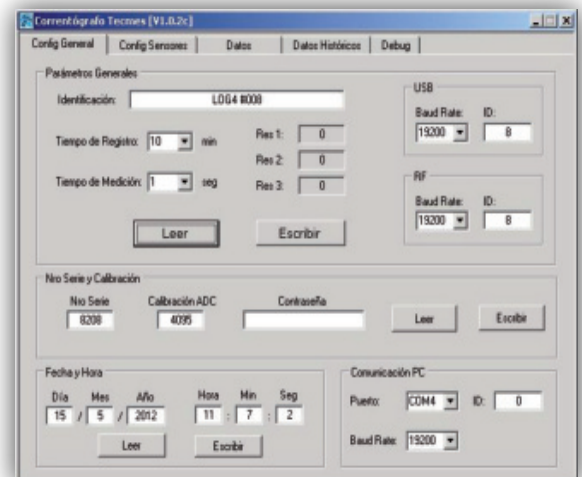 Correntógrafo Tecmes [V1.0.2c]
Config General Config Sensores Datos Datos Históricos Debug
Parámetros Generales
Identificación: LOG4 #008
Tiempo de Registro: 10 min
Tiempo de Medición: 1 seg
Res 1: 0
Res 2: 0
Res 3: 0
Leer Escribir
USB
Baud Rate: ID:
19200 8
RF
Baud Rate: ID:
19200 8
Nro Serie y Calibración
Nro Serie Calibración ADC Contraseña
8208 4095
Leer Escribir
Fecha y Hora
Día Mes Año Hora Min Seg
15 / 5 / 2012 11 : 7 : 2
Leer Escribir
Comunicación PC
Puerto: COM4 ID: 0
Baud Rate: 19200